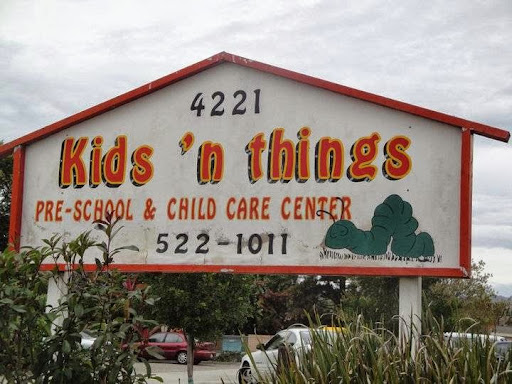 4221
Kids 'n things
PRE-SCHOOL & CHILD CARE CENTER
522-1011